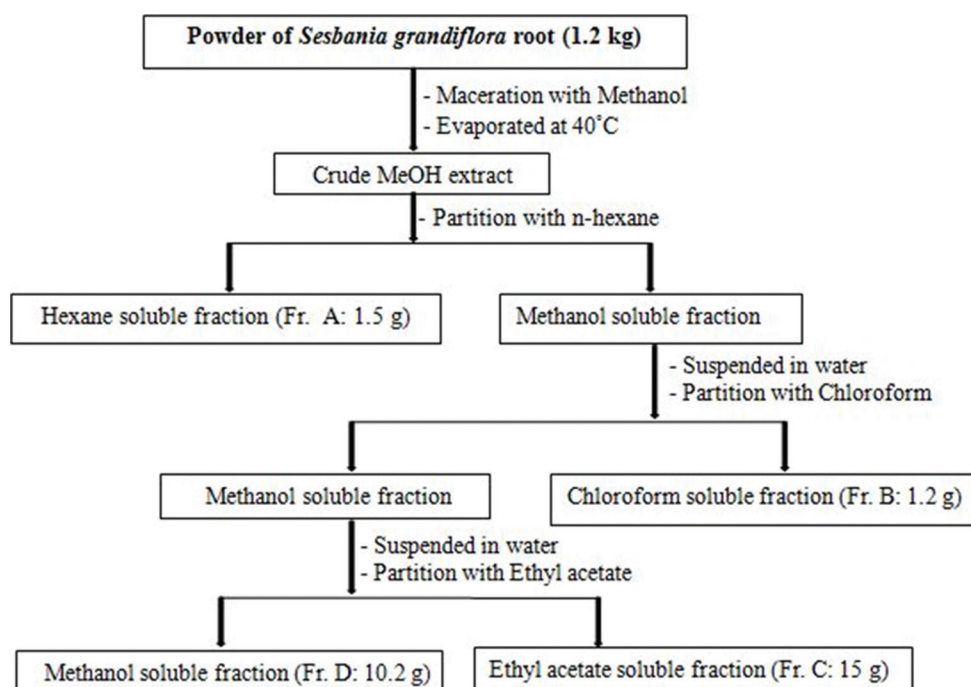 Powder of Sesbania grandiflora root (1.2 kg)
- Maceration with Methanol
- Evaporated at 40°C
Crude MeOH extract
- Partition with n-hexane
Hexane soluble fraction (Fr. A: 1.5 g)
Methanol soluble fraction
- Suspended in water
- Partition with Chloroform
Methanol soluble fraction
Chloroform soluble fraction (Fr. B: 1.2 g)
- Suspended in water
- Partition with Ethyl acetate
Methanol soluble fraction (Fr. D: 10.2 g)
Ethyl acetate soluble fraction (Fr. C: 15 g)